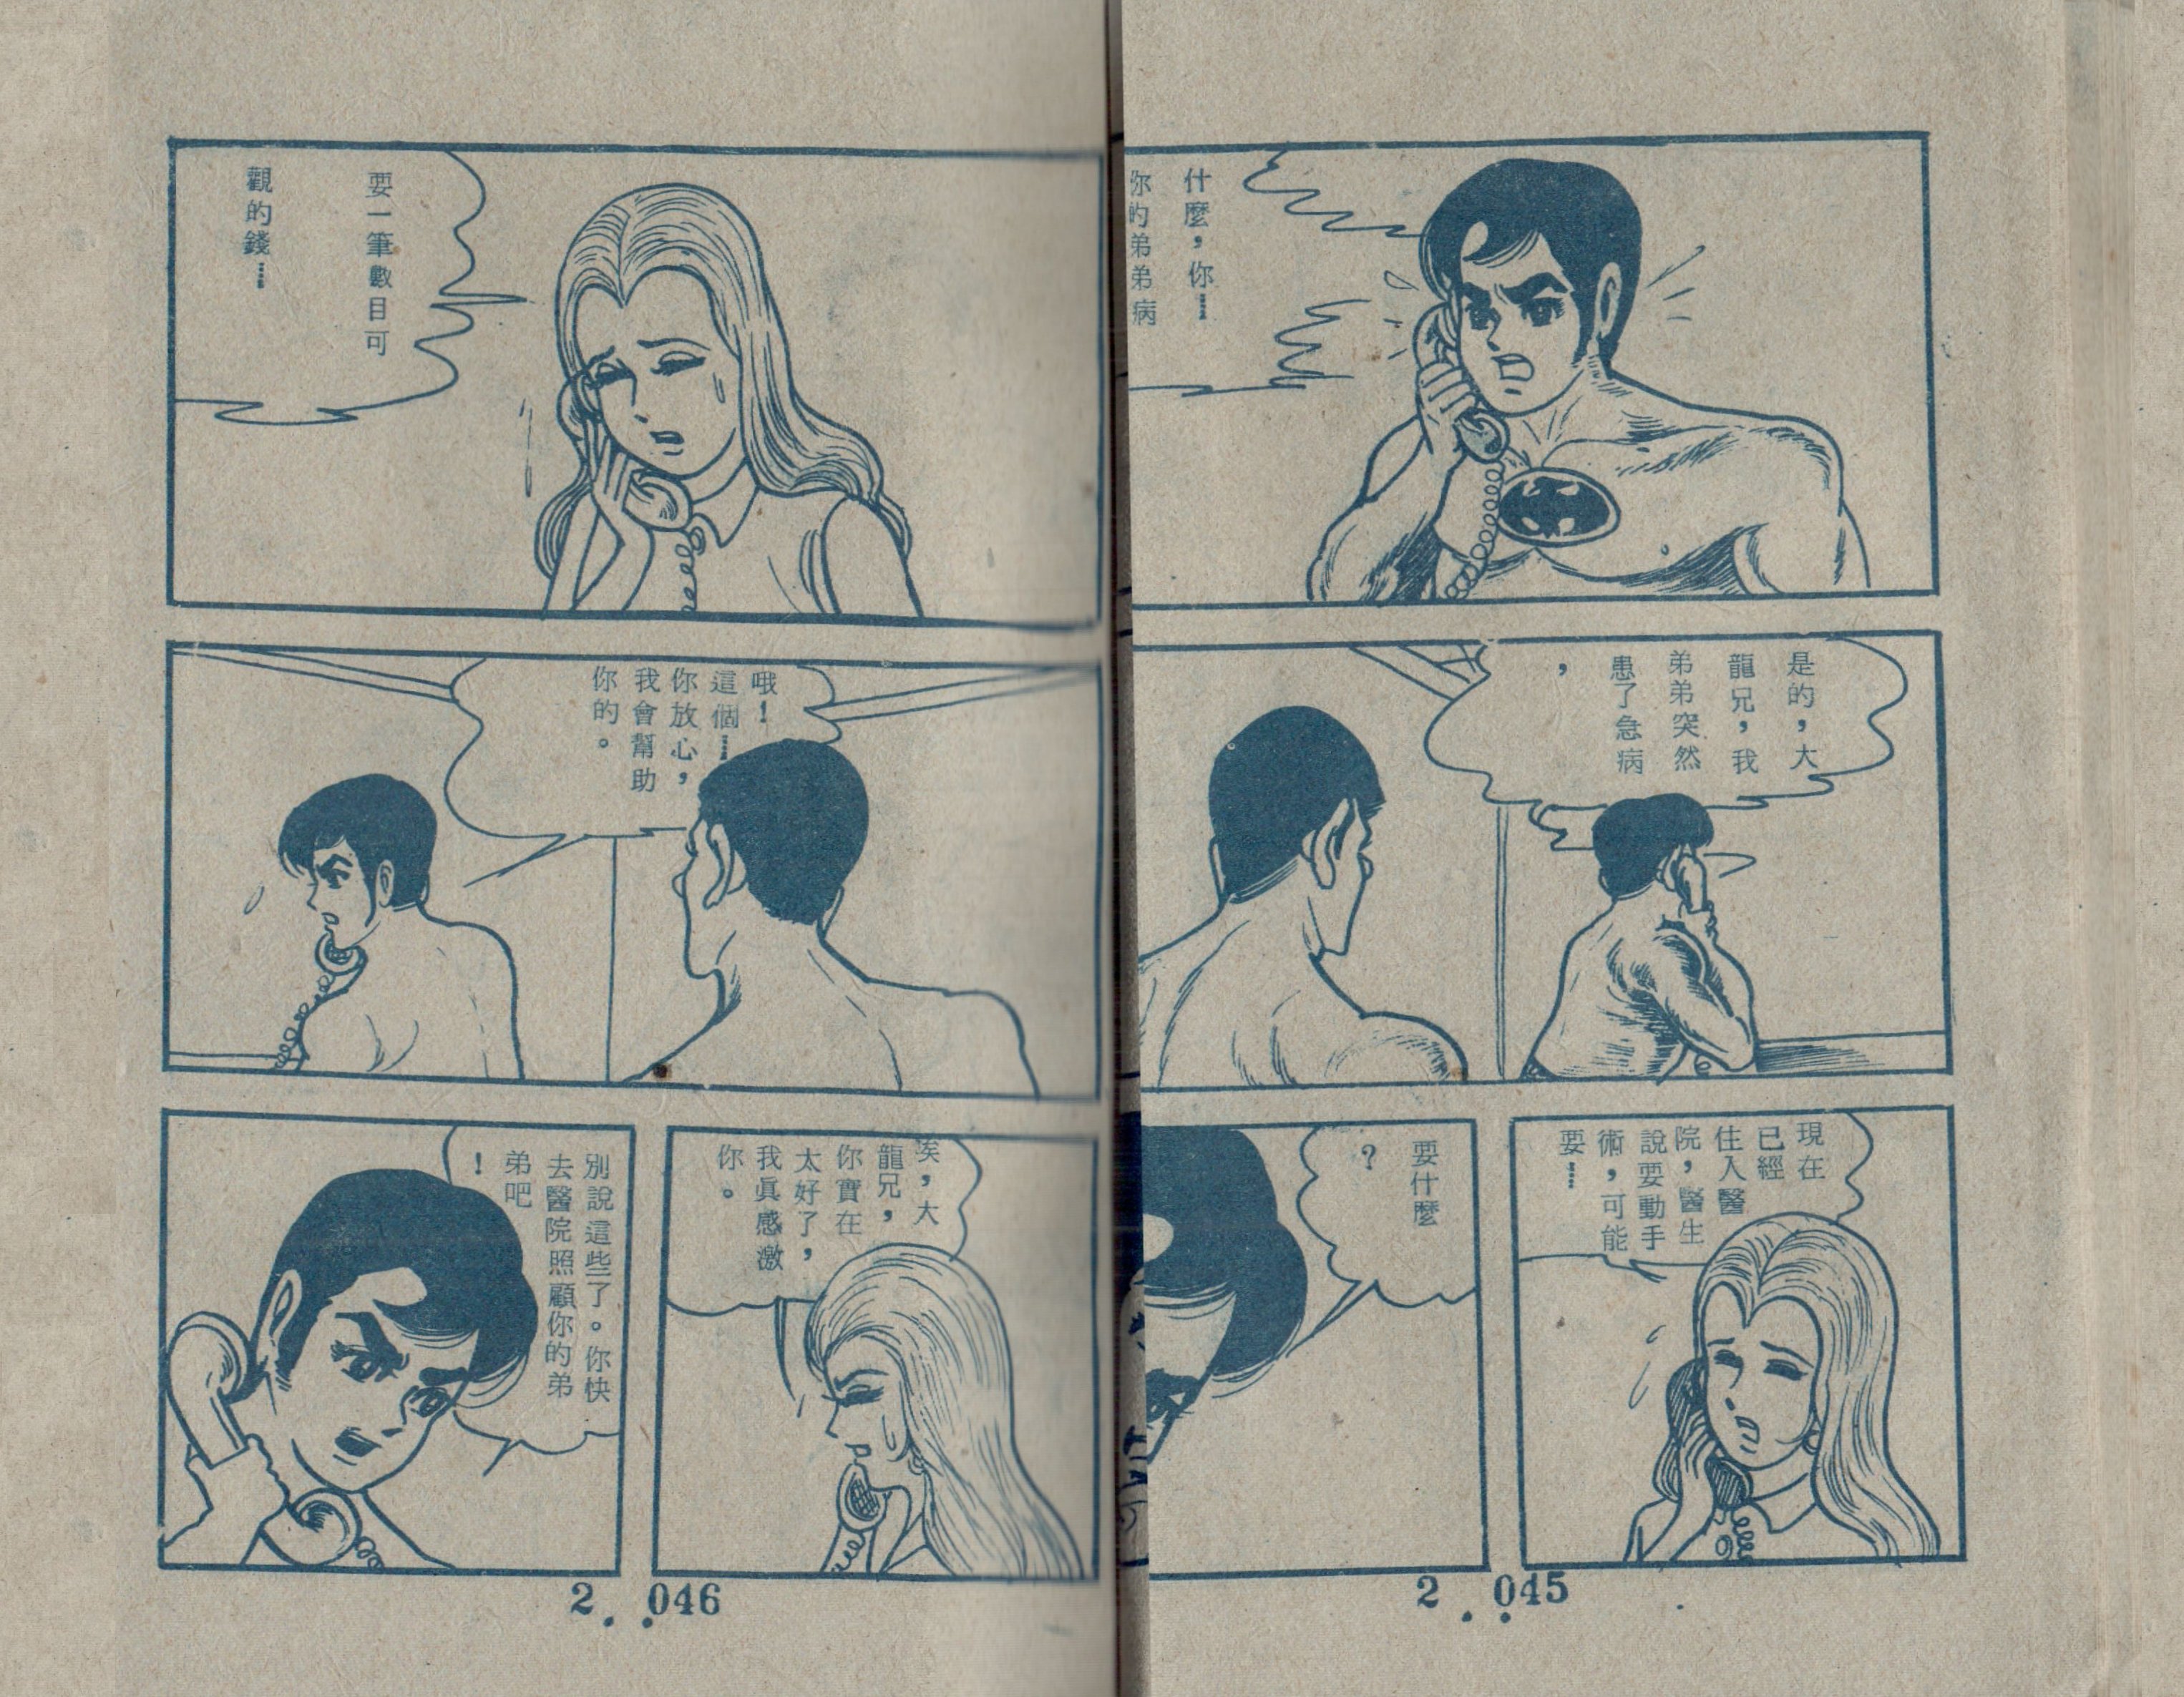 什麼，你……
你的弟弟病
是的，大
龍兄，我
弟弟突然
患了急病
，
現在
已經
住入醫
院，醫生
說要動手
術，可能
要……
要什麼
？
2..045
要一筆數目可
觀的錢……
哦！
這個……
你放心，
我會幫助
你的。
唉，大
龍兄，
你實在
太好了，
我眞感激
你。
別說這些了。你快
去醫院照顧你的弟
弟吧
！
2..046